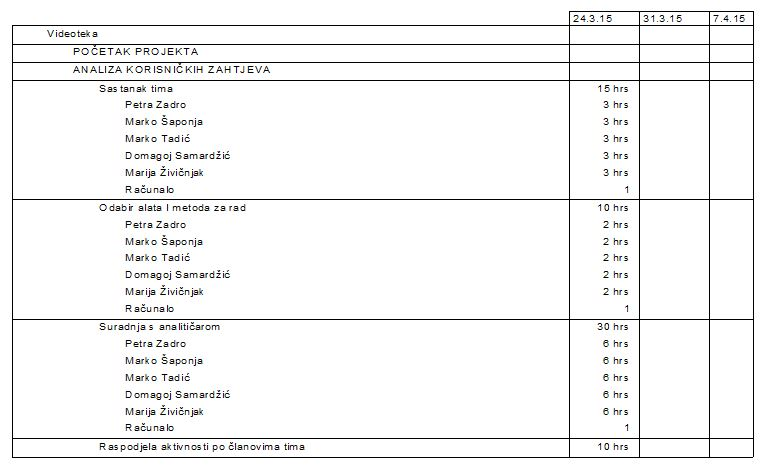 24.3.15 31.3.15 7.4.15
Videoteka
POČETAK PROJEKTA
ANALIZA KORISNIČKIH ZAHTJEVA
Sastanak tima 15 hrs
Petra Zadro 3 hrs
Marko Šaponja 3 hrs
Marko Tadić 3 hrs
Domagoj Samardžić 3 hrs
Marija Živičnjak 3 hrs
Računalo 1
Odabir alata I metoda za rad 10 hrs
Petra Zadro 2 hrs
Marko Šaponja 2 hrs
Marko Tadić 2 hrs
Domagoj Samardžić 2 hrs
Marija Živičnjak 2 hrs
Računalo 1
Suradnja s analitičarom 30 hrs
Petra Zadro 6 hrs
Marko Šaponja 6 hrs
Marko Tadić 6 hrs
Domagoj Samardžić 6 hrs
Marija Živičnjak 6 hrs
Računalo 1
Raspodjela aktivnosti po članovima tima 10 hrs